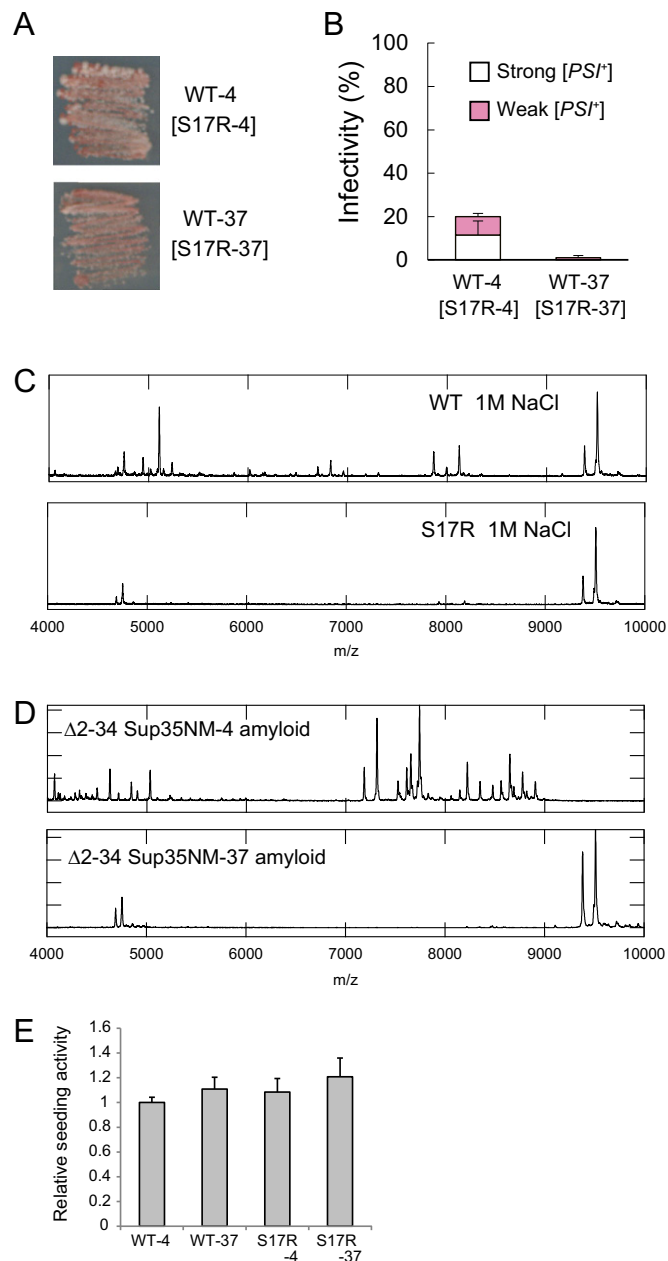 A
WT-4
[S17R-4]
WT-37
[S17R-37]
B
Infectivity (%)
100
80
60
40
20
0
Strong [PSI⁺]
Weak [PSI⁺]
WT-4
[S17R-4]
WT-37
[S17R-37]
C
WT 1M NaCl
S17R 1M NaCl
4000 5000 6000 7000 8000 9000 10000
m/z
D
Δ2-34 Sup35NM-4 amyloid
Δ2-34 Sup35NM-37 amyloid
4000 5000 6000 7000 8000 9000 10000
m/z
E
Relative seeding activity
1.6
1.4
1.2
1
0.8
0.6
0.4
0.2
0
WT-4 WT-37 S17R S17R
-4 -37